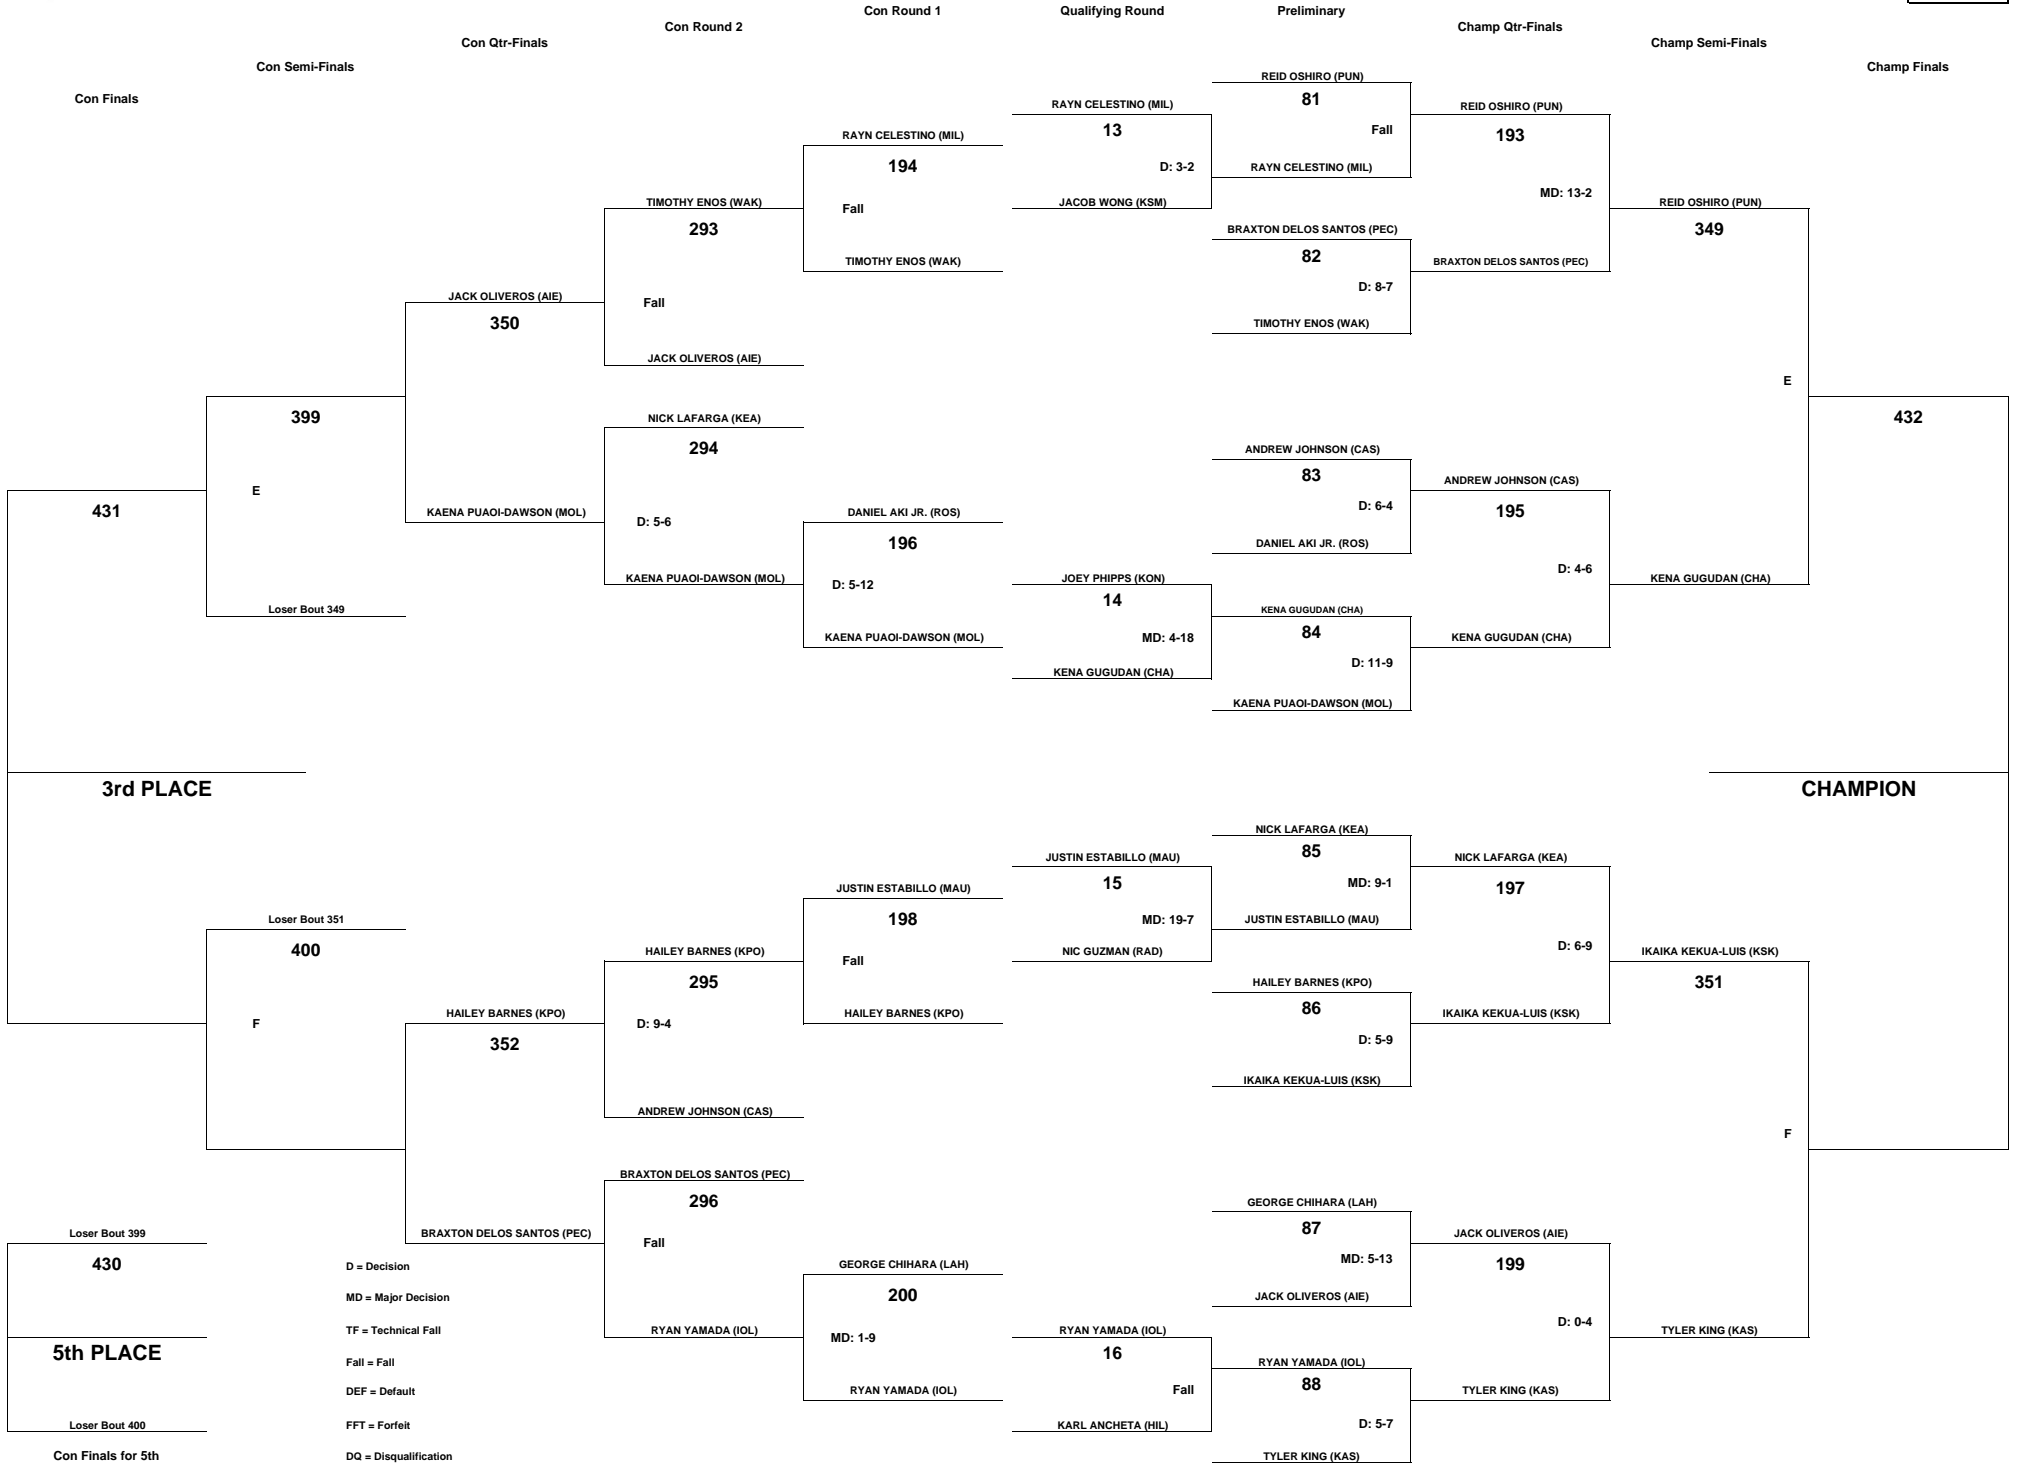 Con Round 1
Qualifying Round
Preliminary
Con Round 2
Champ Qtr-Finals
Con Qtr-Finals
Champ Semi-Finals
Con Semi-Finals
Champ Finals
Con Finals
REID OSHIRO (PUN)
81
Fall
RAYN CELESTINO (MIL)
RAYN CELESTINO (MIL)
13
D: 3-2
JACOB WONG (KSM)
REID OSHIRO (PUN)
193
MD: 13-2
BRAXTON DELOS SANTOS (PEC)
RAYN CELESTINO (MIL)
194
Fall
TIMOTHY ENOS (WAK)
TIMOTHY ENOS (WAK)
293
Fall
JACK OLIVEROS (AIE)
REID OSHIRO (PUN)
349
E
KENA GUGUDAN (CHA)
BRAXTON DELOS SANTOS (PEC)
82
D: 8-7
TIMOTHY ENOS (WAK)
JACK OLIVEROS (AIE)
350
KAENA PUAOI-DAWSON (MOL)
399
E
Loser Bout 349
432
NICK LAFARGA (KEA)
294
D: 5-6
KAENA PUAOI-DAWSON (MOL)
ANDREW JOHNSON (CAS)
83
D: 6-4
DANIEL AKI JR. (ROS)
ANDREW JOHNSON (CAS)
195
D: 4-6
KENA GUGUDAN (CHA)
431
DANIEL AKI JR. (ROS)
196
D: 5-12
KAENA PUAOI-DAWSON (MOL)
JOEY PHIPPS (KON)
14
MD: 4-18
KENA GUGUDAN (CHA)
KENA GUGUDAN (CHA)
84
D: 11-9
KAENA PUAOI-DAWSON (MOL)
3rd PLACE
CHAMPION
NICK LAFARGA (KEA)
85
MD: 9-1
JUSTIN ESTABILLO (MAU)
JUSTIN ESTABILLO (MAU)
15
MD: 19-7
NIC GUZMAN (RAD)
NICK LAFARGA (KEA)
197
D: 6-9
IKAIKA KEKUA-LUIS (KSK)
JUSTIN ESTABILLO (MAU)
198
Fall
HAILEY BARNES (KPO)
Loser Bout 351
400
F
HAILEY BARNES (KPO)
295
D: 9-4
ANDREW JOHNSON (CAS)
IKAIKA KEKUA-LUIS (KSK)
351
F
TYLER KING (KAS)
HAILEY BARNES (KPO)
86
D: 5-9
IKAIKA KEKUA-LUIS (KSK)
HAILEY BARNES (KPO)
352
BRAXTON DELOS SANTOS (PEC)
BRAXTON DELOS SANTOS (PEC)
296
Fall
RYAN YAMADA (IOL)
GEORGE CHIHARA (LAH)
87
MD: 5-13
JACK OLIVEROS (AIE)
JACK OLIVEROS (AIE)
199
D: 0-4
TYLER KING (KAS)
Loser Bout 399
430
5th PLACE
Loser Bout 400
Con Finals for 5th
GEORGE CHIHARA (LAH)
200
MD: 1-9
RYAN YAMADA (IOL)
RYAN YAMADA (IOL)
16
Fall
KARL ANCHETA (HIL)
RYAN YAMADA (IOL)
88
D: 5-7
TYLER KING (KAS)
D = Decision
MD = Major Decision
TF = Technical Fall
Fall = Fall
DEF = Default
FFT = Forfeit
DQ = Disqualification